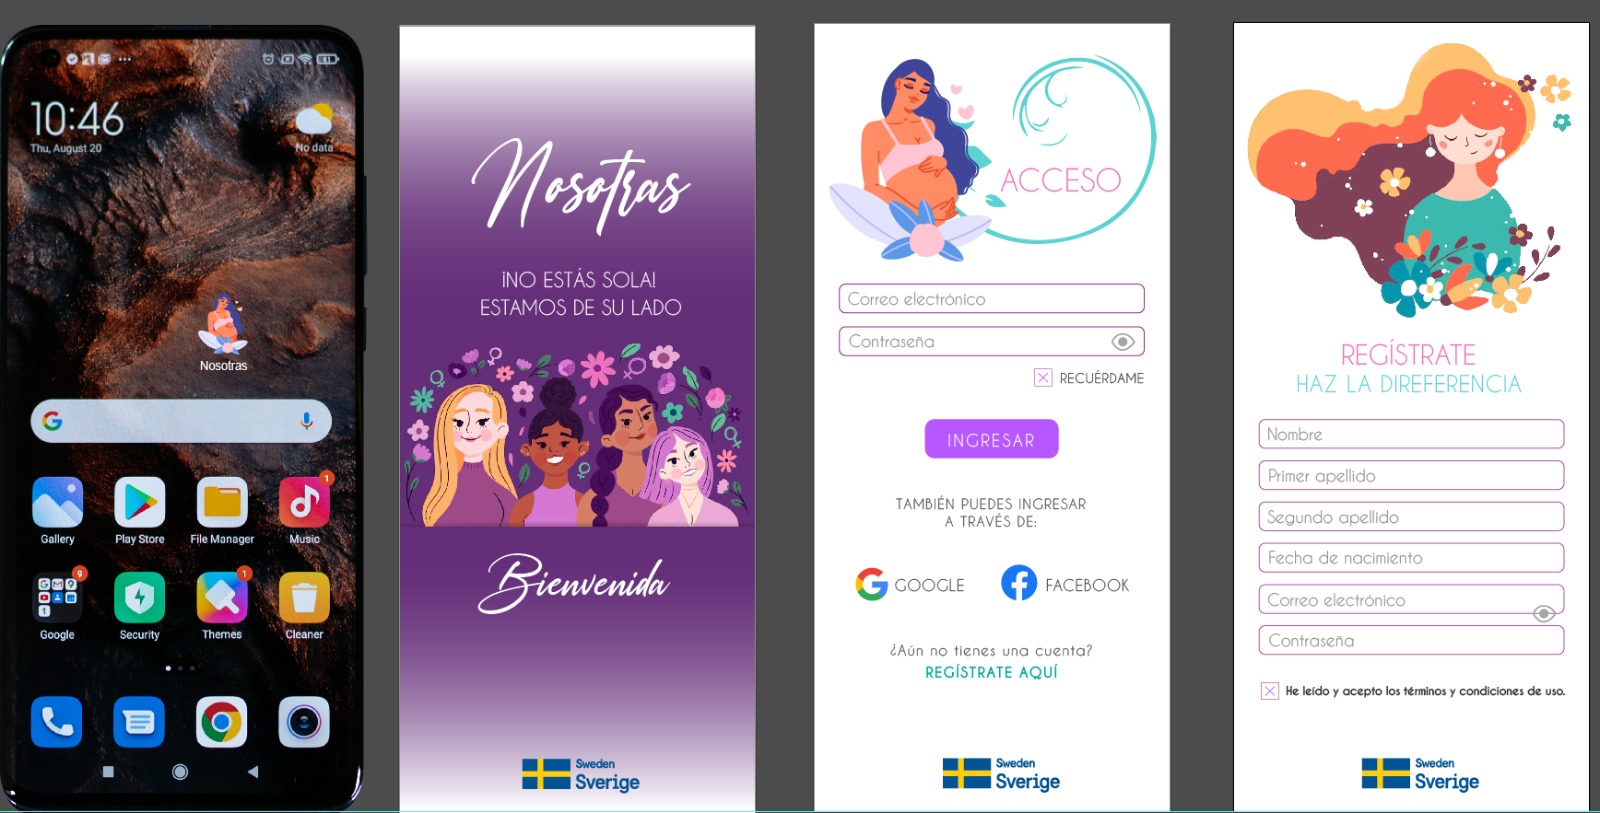 10:46
Thu, August 20
No data
61
Nosotras
Gallery
Play Store
File Manager
Music
1
Google
Security
Themes
Cleaner
9
1
Nosotras
¡NO ESTÁS SOLA!
ESTAMOS DE SU LADO
Bienvenida
Sweden
Sverige
ACCESO
Correo electrónico
Contraseña
RECUÉRDAME
INGRESAR
TAMBIÉN PUEDES INGRESAR
A TRAVÉS DE:
GOOGLE
FACEBOOK
¿Aún no tienes una cuenta?
REGÍSTRATE AQUÍ
Sweden
Sverige
REGÍSTRATE
HAZ LA DIREFERENCIA
Nombre
Primer apellido
Segundo apellido
Fecha de nacimiento
Correo electrónico
Contraseña
He leído y acepto los términos y condiciones de uso.
Sweden
Sverige